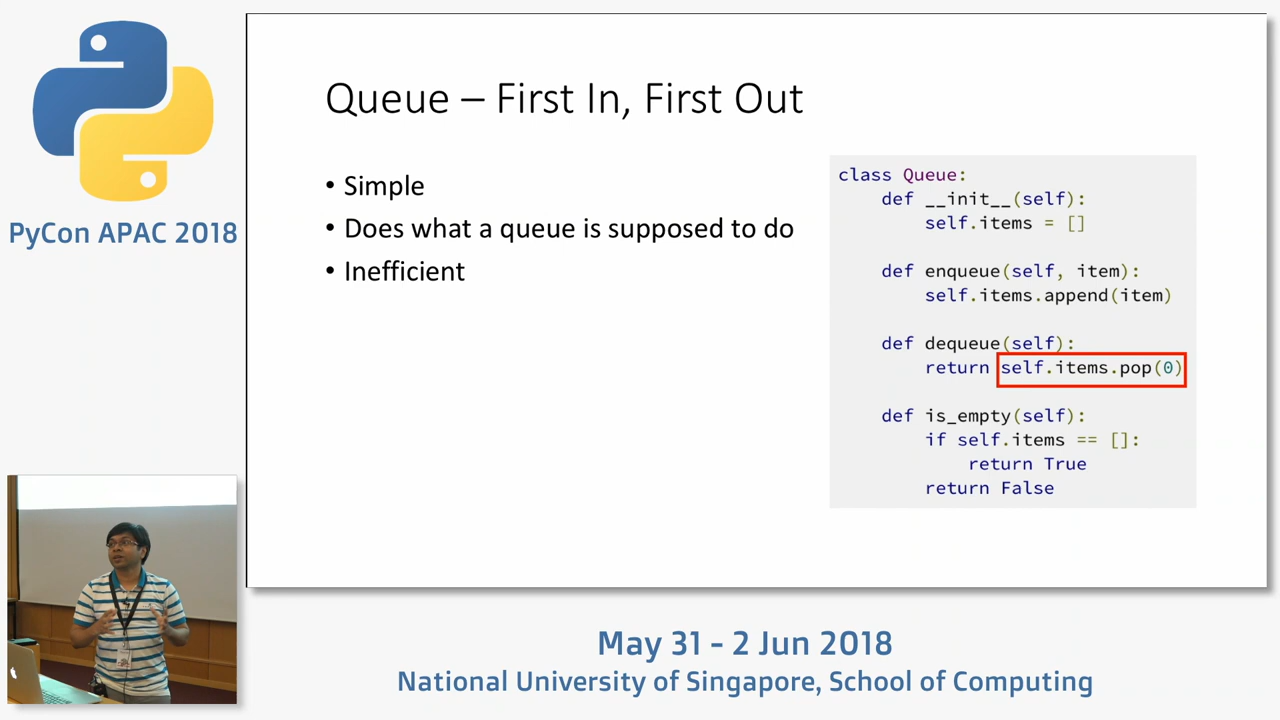 PyCon APAC 2018
Queue – First In, First Out
• Simple
• Does what a queue is supposed to do
• Inefficient
class Queue:
    def __init__(self):
        self.items = []
    def enqueue(self, item):
        self.items.append(item)
    def dequeue(self):
        return self.items.pop(0)
    def is_empty(self):
        if self.items == []:
            return True
        return False
May 31 - 2 Jun 2018
National University of Singapore, School of Computing